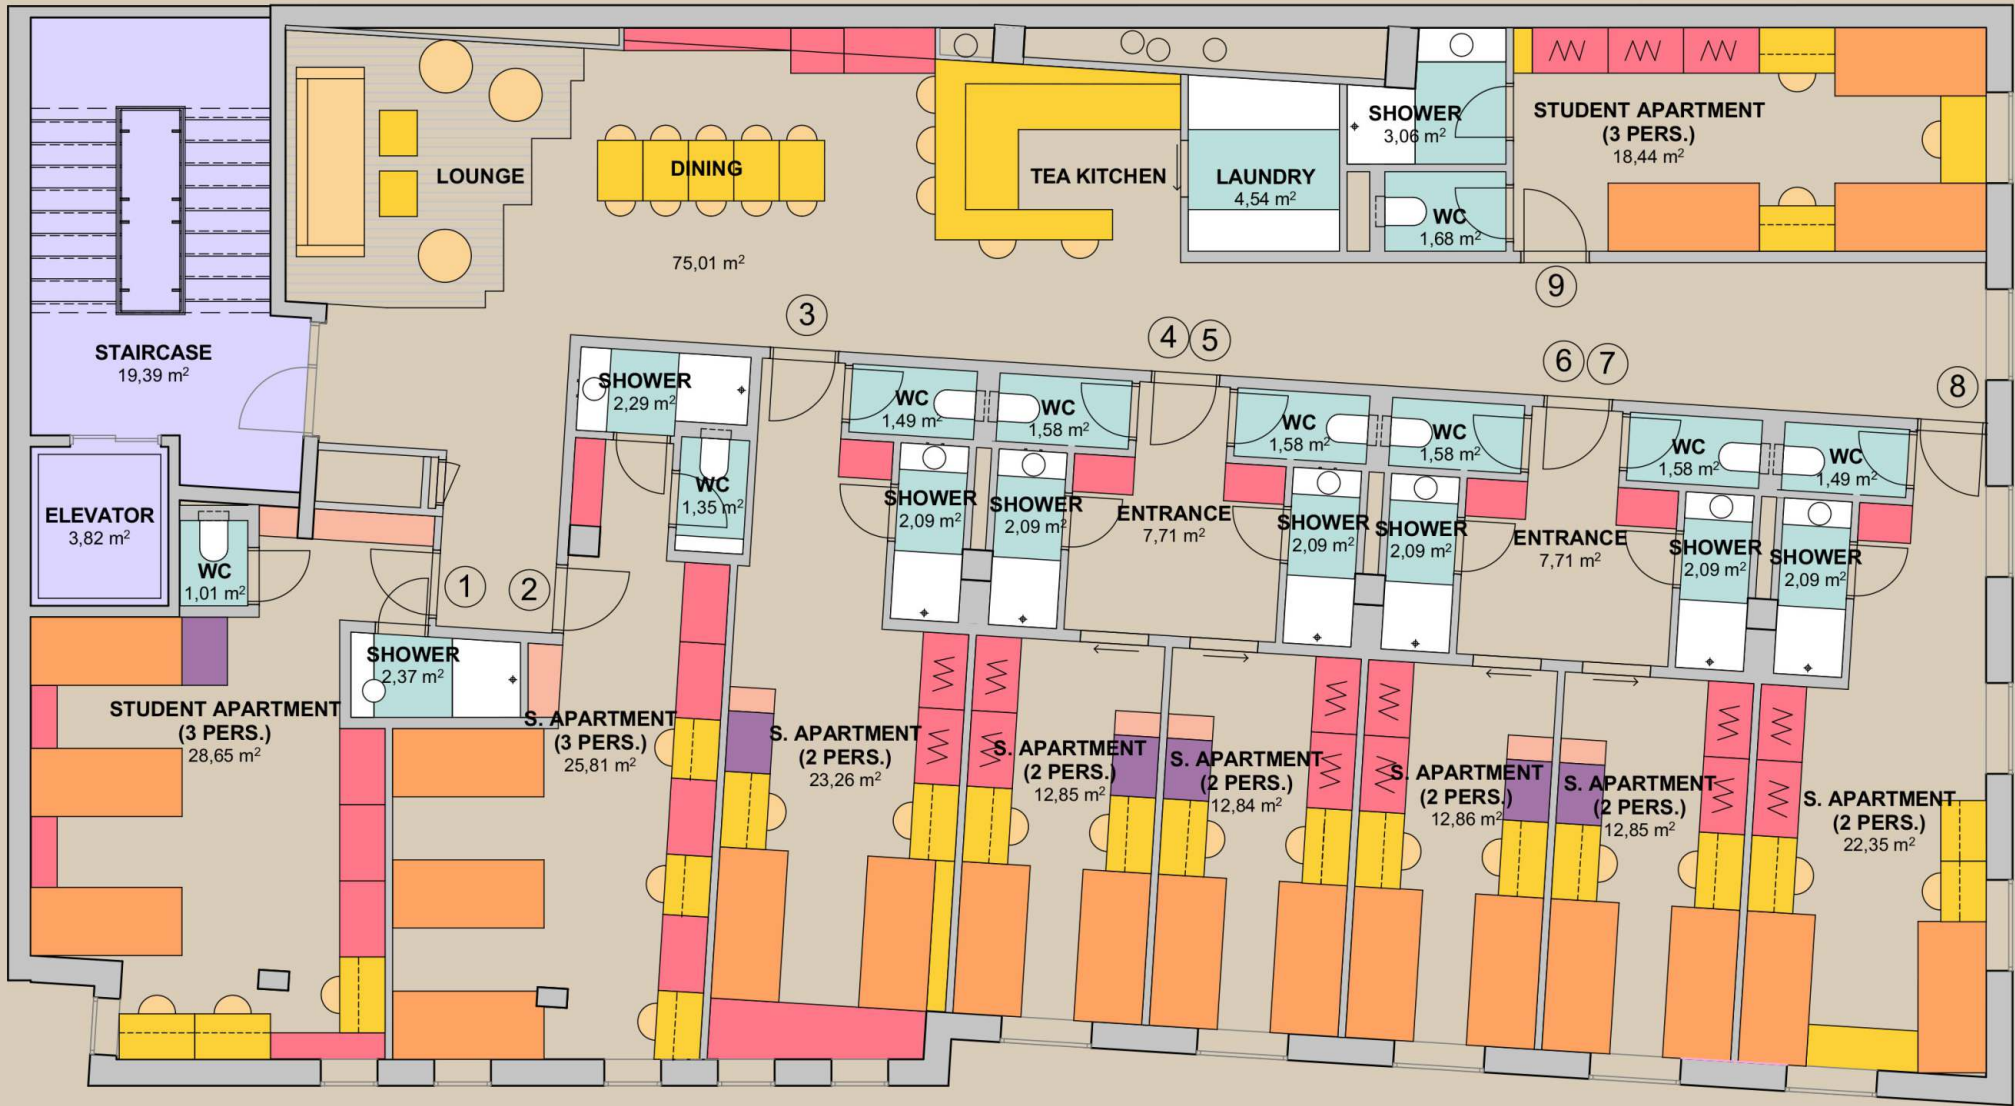 LOUNGE
DINING
75,01 m²
TEA KITCHEN
LAUNDRY
4,54 m²
SHOWER
3,06 m²
WC
1,68 m²
STUDENT APARTMENT
(3 PERS.)
18,44 m²
9
STAIRCASE
19,39 m²
3
4
5
6
7
8
SHOWER
2,29 m²
WC
1,35 m²
WC
1,49 m²
WC
1,58 m²
WC
1,58 m²
WC
1,58 m²
WC
1,58 m²
WC
1,49 m²
ELEVATOR
3,82 m²
WC
1,01 m²
1
2
SHOWER
2,09 m²
SHOWER
2,09 m²
ENTRANCE
7,71 m²
SHOWER
2,09 m²
SHOWER
2,09 m²
ENTRANCE
7,71 m²
SHOWER
2,09 m²
SHOWER
2,09 m²
SHOWER
2,37 m²
STUDENT APARTMENT
(3 PERS.)
28,65 m²
S. APARTMENT
(3 PERS.)
25,81 m²
S. APARTMENT
(2 PERS.)
23,26 m²
S. APARTMENT
(2 PERS.)
12,85 m²
S. APARTMENT
(2 PERS.)
12,84 m²
S. APARTMENT
(2 PERS.)
12,86 m²
S. APARTMENT
(2 PERS.)
12,85 m²
S. APARTMENT
(2 PERS.)
22,35 m²